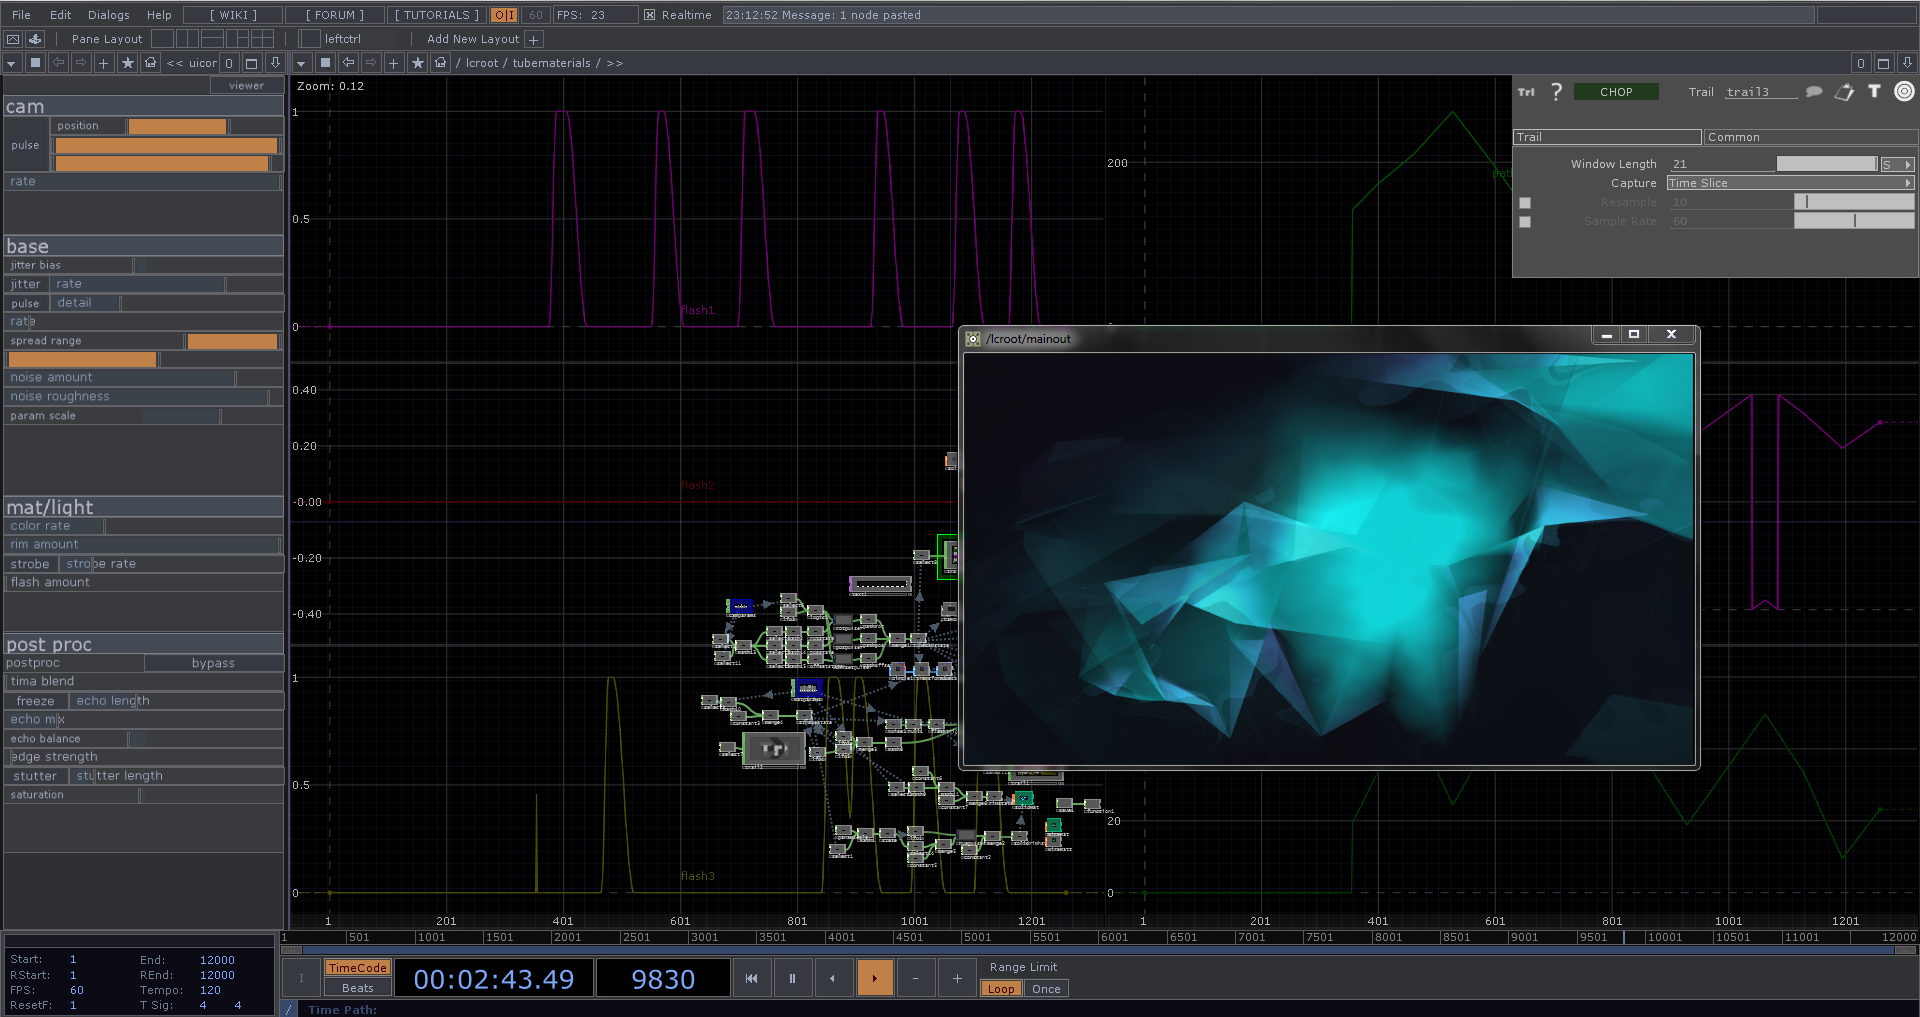 File Edit Dialogs Help [ WIKI ] [ FORUM ] [ TUTORIALS ] O|I 60 FPS: 23 Realtime 23:12:52 Message: 1 node pasted
Pane Layout leftctrl Add New Layout +
<< uicor 0 / lcroot / tubematerials / >> 0
viewer
Zoom: 0.12
cam
position
pulse
rate
base
jitter bias
jitter rate
pulse detail
rate
spread range
noise amount
noise roughness
param scale
mat/light
color rate
rim amount
strobe strobe rate
flash amount
post proc
postproc bypass
tima blend
freeze echo length
echo mix
echo balance
edge strength
stutter stutter length
saturation
1
0.5
0
flash1
0.40
0.20
-0.00
flash2
-0.20
-0.40
1
0.5
0
flash3
1 201 401 601 801 1001 1201
200
20
0
1 201 401 601 801 1001 1201
Trl ? CHOP Trail trail3
Trail Common
Window Length 21 S
Capture Time Slice
Resample 10
Sample Rate 60
/lcroot/mainout
1 501 1001 1501 2001 2501 3001 3501 4001 4501 5001 5501 6001 6501 7001 7501 8001 8501 9001 9501 10001 10501 11001 12000
Start: 1 End: 12000
RStart: 1 REnd: 12000
FPS: 60 Tempo: 120
ResetF: 1 T Sig: 4 4
I TimeCode Beats 00:02:43.49 9830 - + Range Limit
Loop Once
/ Time Path: